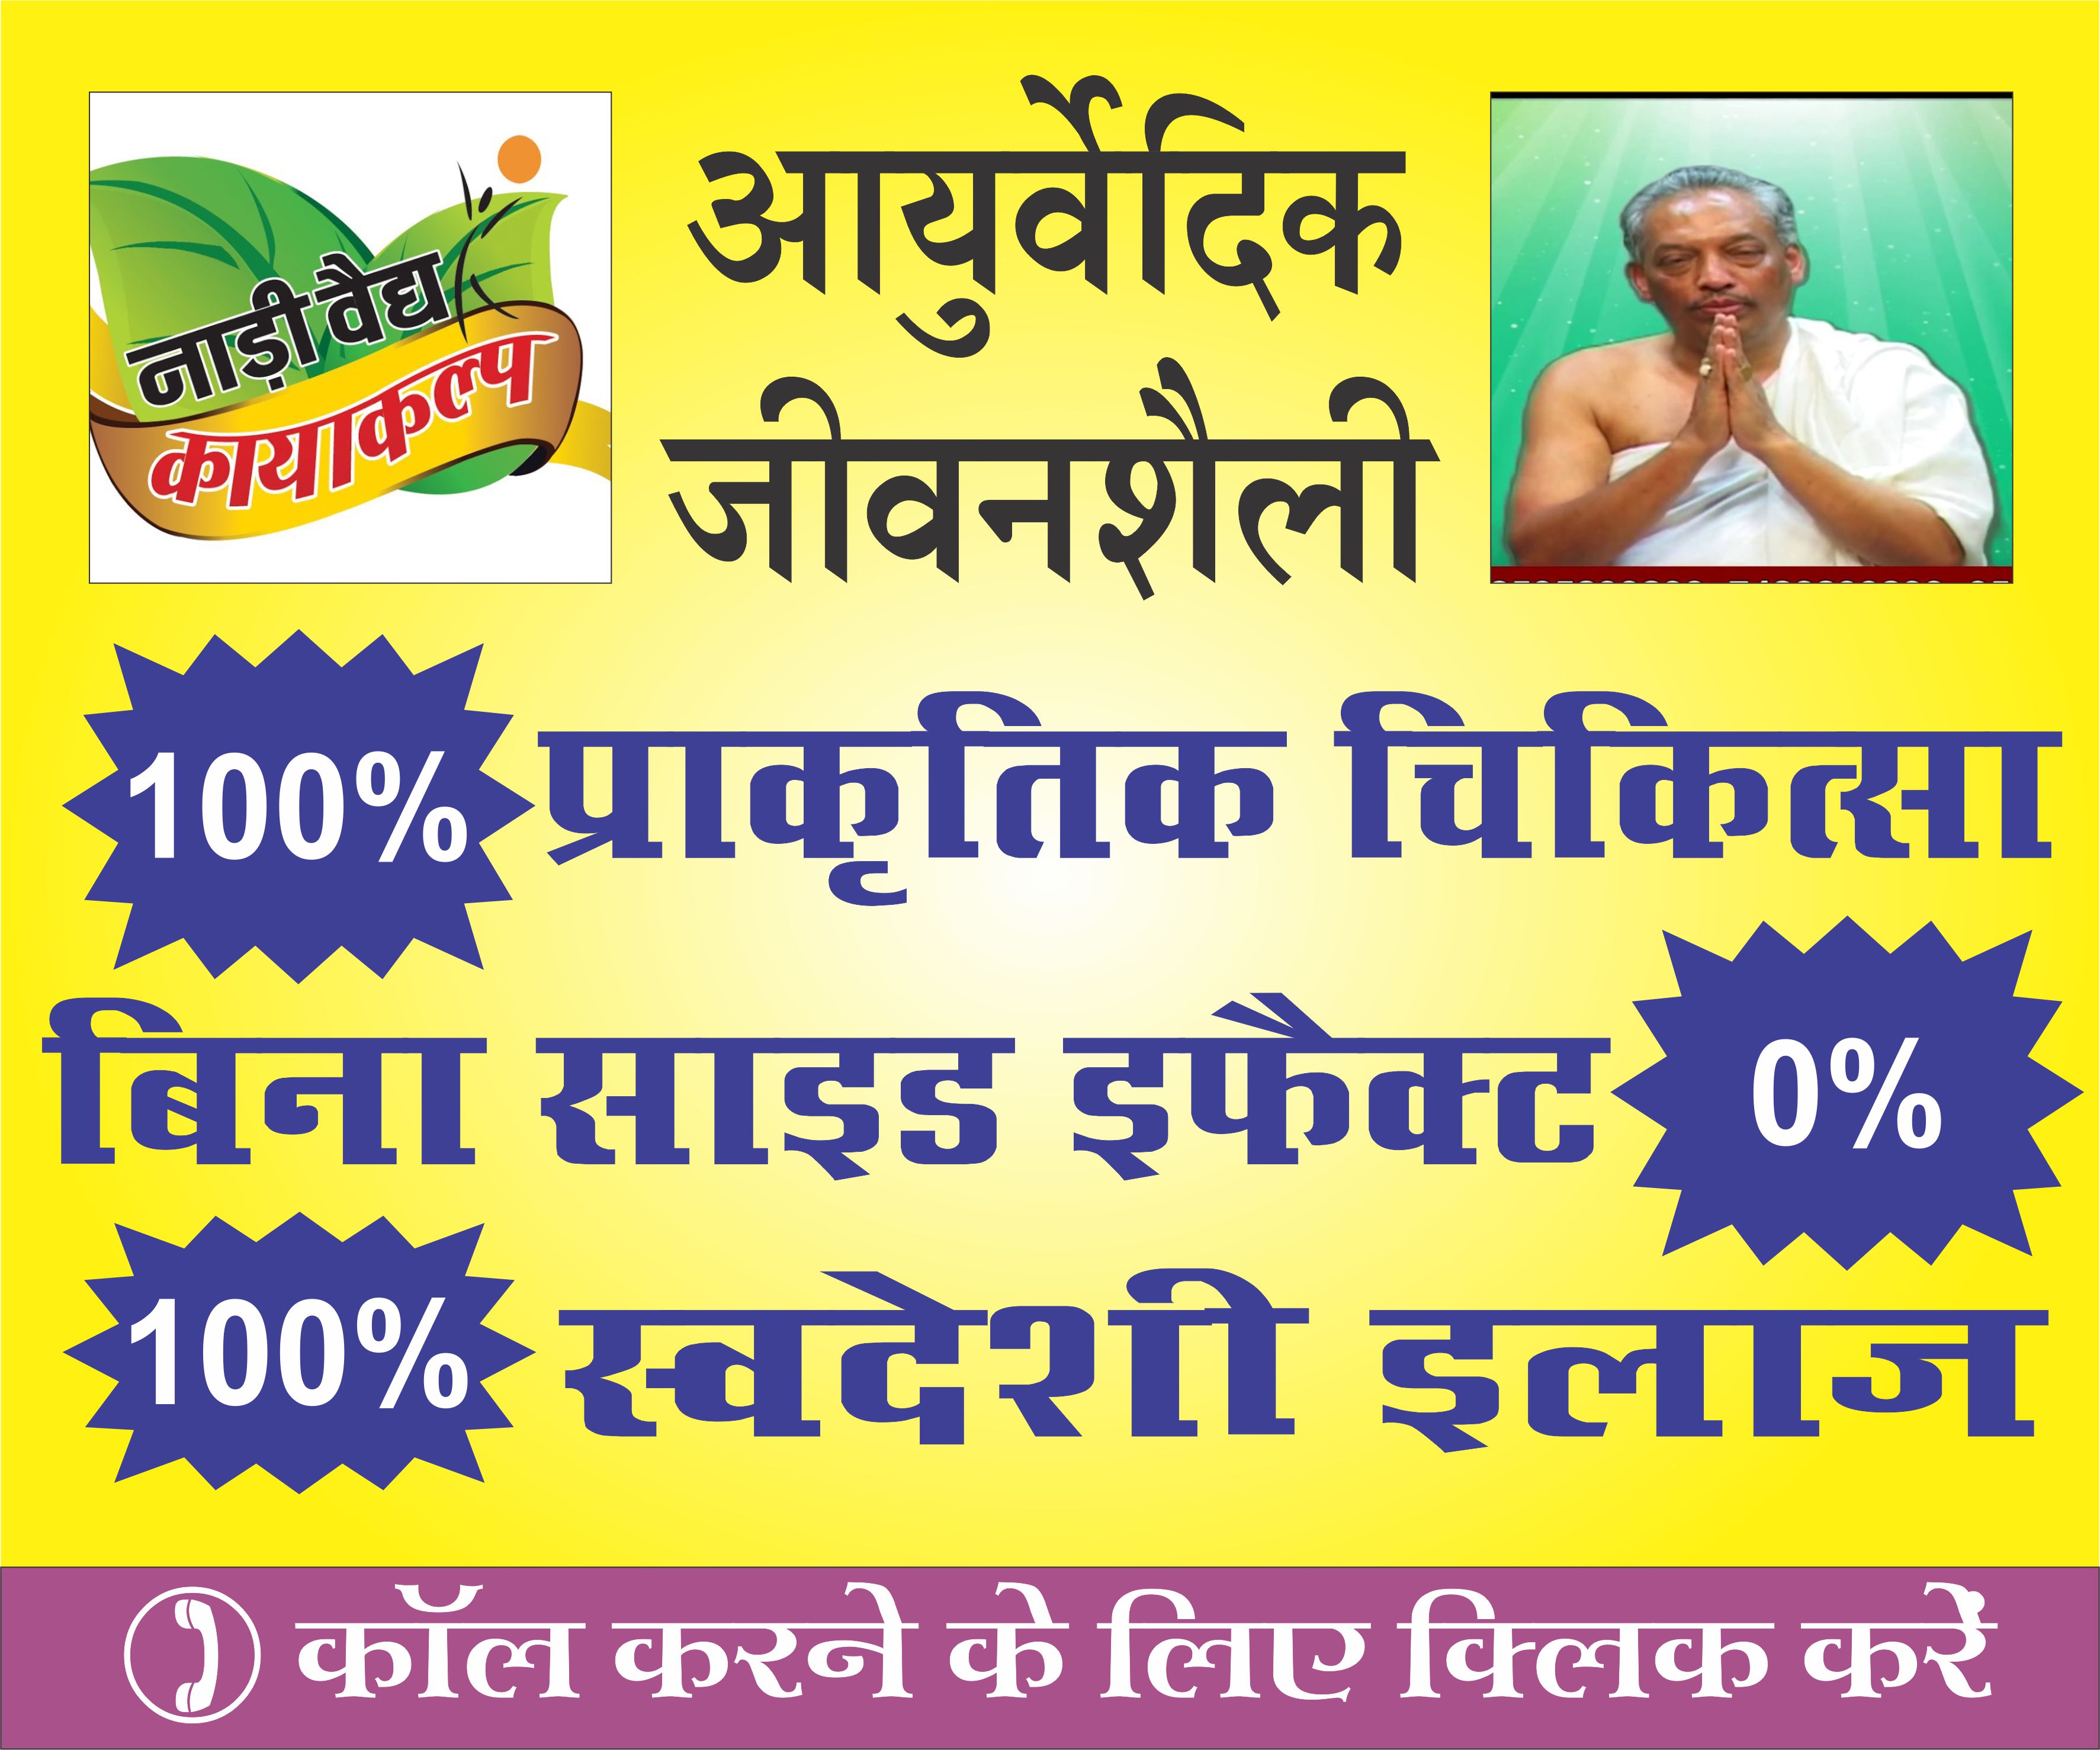 नाड़ी वैद्य
कायाकल्प
आयुर्वेदिक
जीवनशैली
100% प्राकृतिक चिकित्सा
बिना साइड इफैक्ट 0%
100% स्वदेशी इलाज
कॉल करने के लिए क्लिक करें